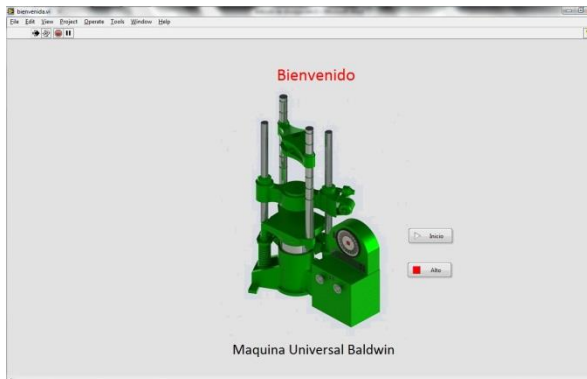 bienvenida.vi
File Edit View Project Operate Tools Window Help
Bienvenido
Inicio
Alto
Maquina Universal Baldwin